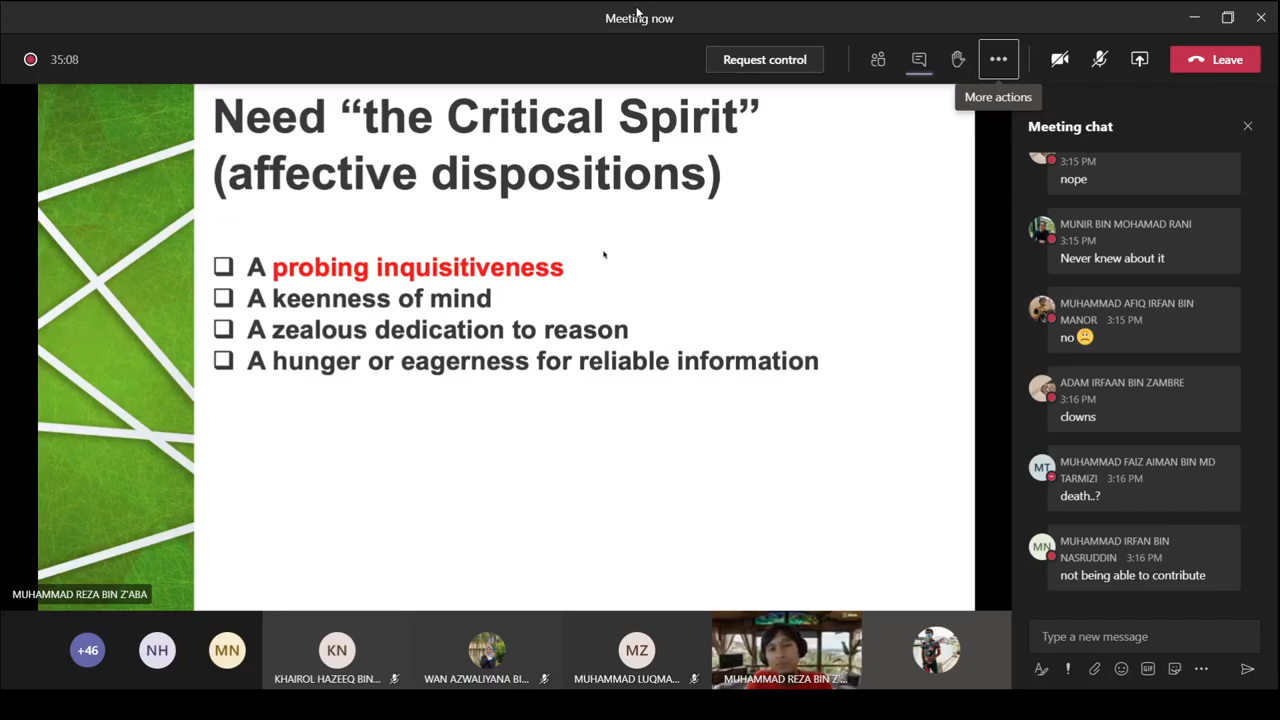 Meeting now
35:08
Request control
Leave
More actions
Need “the Critical Spirit”
(affective dispositions)
❑ A probing inquisitiveness
❑ A keenness of mind
❑ A zealous dedication to reason
❑ A hunger or eagerness for reliable information
MUHAMMAD REZA BIN Z'ABA
Meeting chat
3:15 PM
nope
MUNIR BIN MOHAMAD RANI
3:15 PM
Never knew about it
MUHAMMAD AFIQ IRFAN BIN
MANOR 3:15 PM
no 🙁
ADAM IRFAAN BIN ZAMBRE
3:16 PM
clowns
MT
MUHAMMAD FAIZ AIMAN BIN MD
TARMIZI 3:16 PM
death..?
MN
MUHAMMAD IRFAN BIN
NASRUDDIN 3:16 PM
not being able to contribute
Type a new message
GIF
+46
NH
MN
KN
MZ
KHAIROL HAZEEQ BIN...
WAN AZWALIYANA BI...
MUHAMMAD LUQMA...
MUHAMMAD REZA BIN Z'...